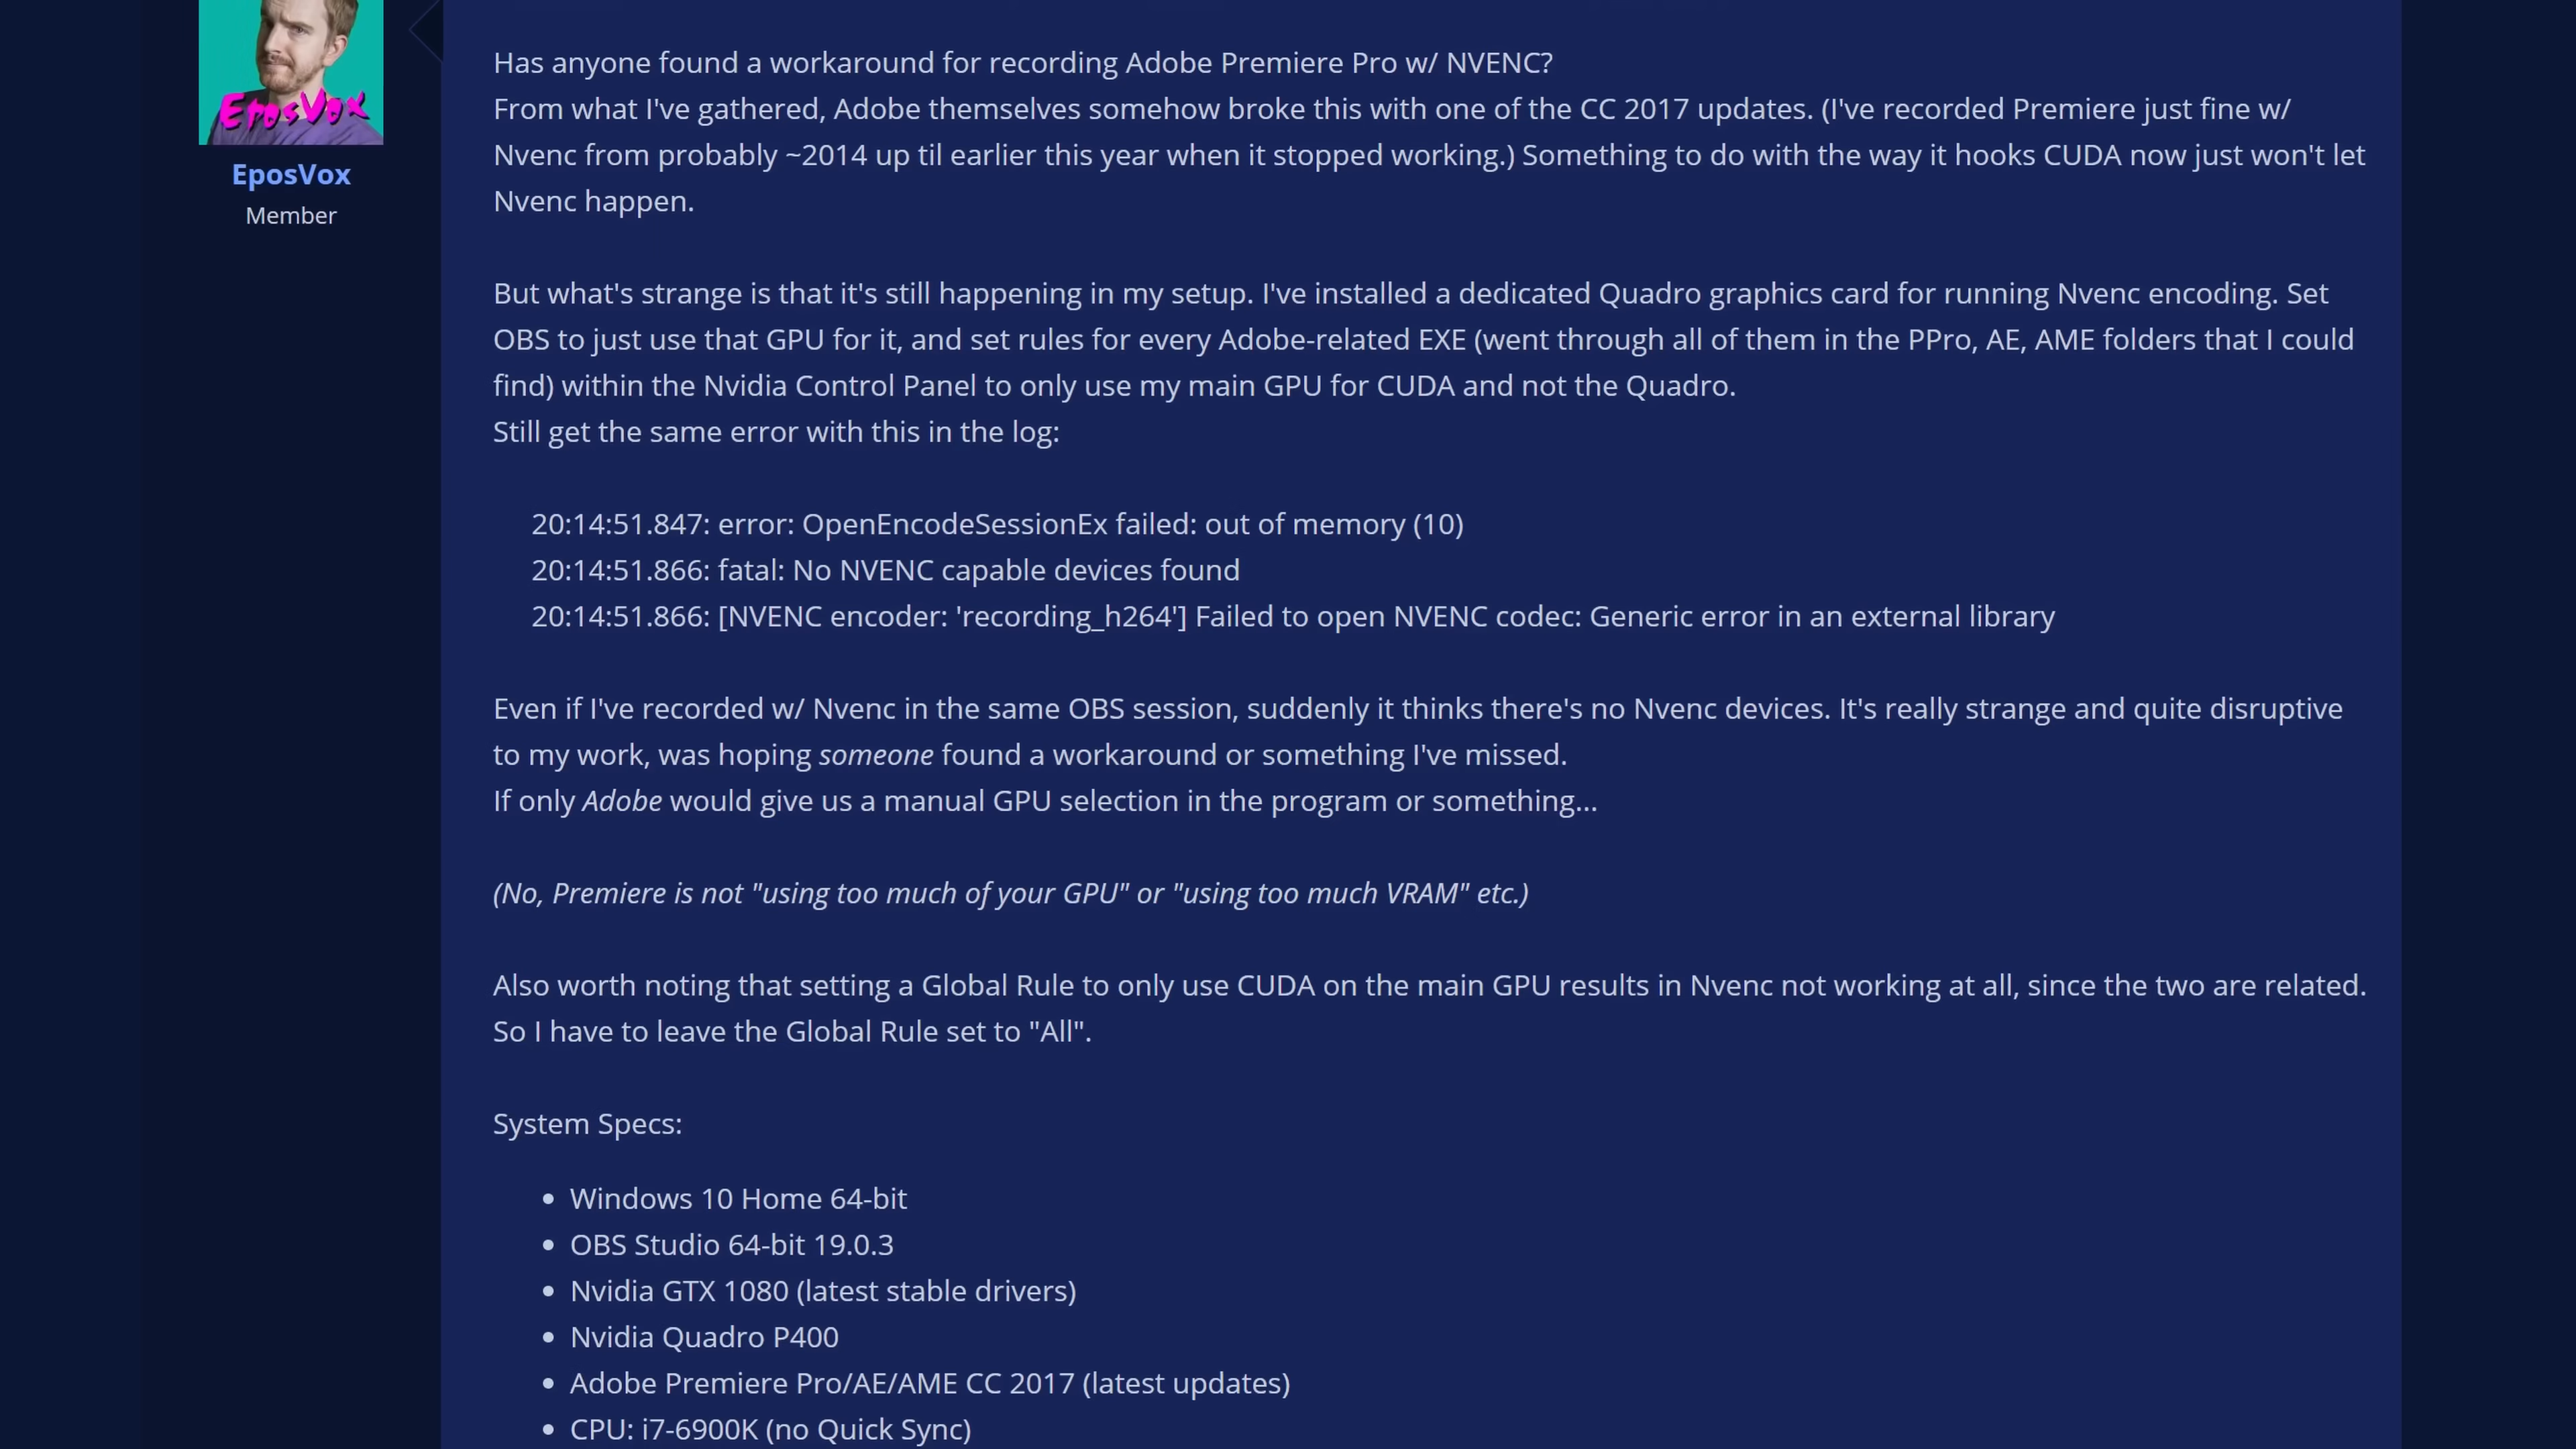 EposVox
EposVox
Member
Has anyone found a workaround for recording Adobe Premiere Pro w/ NVENC?
From what I've gathered, Adobe themselves somehow broke this with one of the CC 2017 updates. (I've recorded Premiere just fine w/
Nvenc from probably ~2014 up til earlier this year when it stopped working.) Something to do with the way it hooks CUDA now just won't let
Nvenc happen.
But what's strange is that it's still happening in my setup. I've installed a dedicated Quadro graphics card for running Nvenc encoding. Set
OBS to just use that GPU for it, and set rules for every Adobe-related EXE (went through all of them in the PPro, AE, AME folders that I could
find) within the Nvidia Control Panel to only use my main GPU for CUDA and not the Quadro.
Still get the same error with this in the log:
20:14:51.847: error: OpenEncodeSessionEx failed: out of memory (10)
20:14:51.866: fatal: No NVENC capable devices found
20:14:51.866: [NVENC encoder: 'recording_h264'] Failed to open NVENC codec: Generic error in an external library
Even if I've recorded w/ Nvenc in the same OBS session, suddenly it thinks there's no Nvenc devices. It's really strange and quite disruptive
to my work, was hoping someone found a workaround or something I've missed.
If only Adobe would give us a manual GPU selection in the program or something...
(No, Premiere is not "using too much of your GPU" or "using too much VRAM" etc.)
Also worth noting that setting a Global Rule to only use CUDA on the main GPU results in Nvenc not working at all, since the two are related.
So I have to leave the Global Rule set to "All".
System Specs:
• Windows 10 Home 64-bit
• OBS Studio 64-bit 19.0.3
• Nvidia GTX 1080 (latest stable drivers)
• Nvidia Quadro P400
• Adobe Premiere Pro/AE/AME CC 2017 (latest updates)
• CPU: i7-6900K (no Quick Sync)